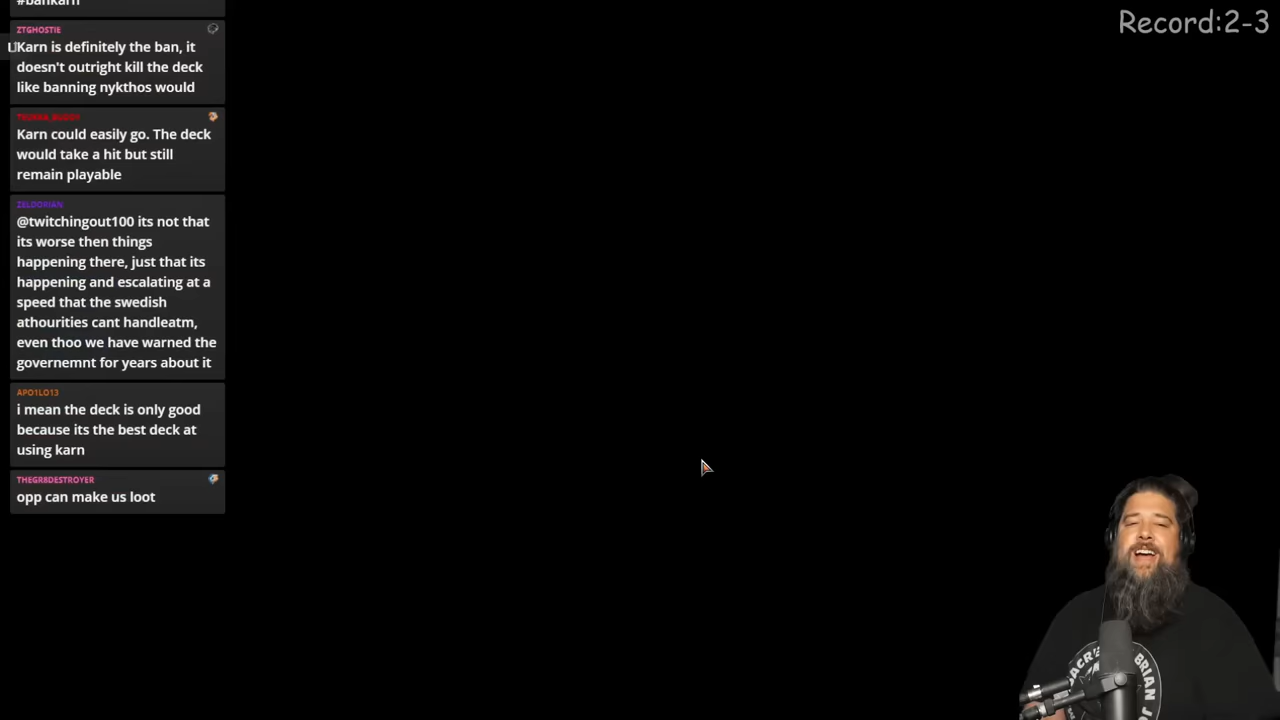 #bankarn
Record:2-3
ZTGHOSTIE
Karn is definitely the ban, it
doesn't outright kill the deck
like banning nykthos would
Karn could easily go. The deck
would take a hit but still
remain playable
ZELDORIAN
@twitchingout100 its not that
its worse then things
happening there, just that its
happening and escalating at a
speed that the swedish
athourities cant handleatm,
even thoo we have warned the
governemnt for years about it
APO1LO13
i mean the deck is only good
because its the best deck at
using karn
THEGR8DESTROYER
opp can make us loot
BRIAN